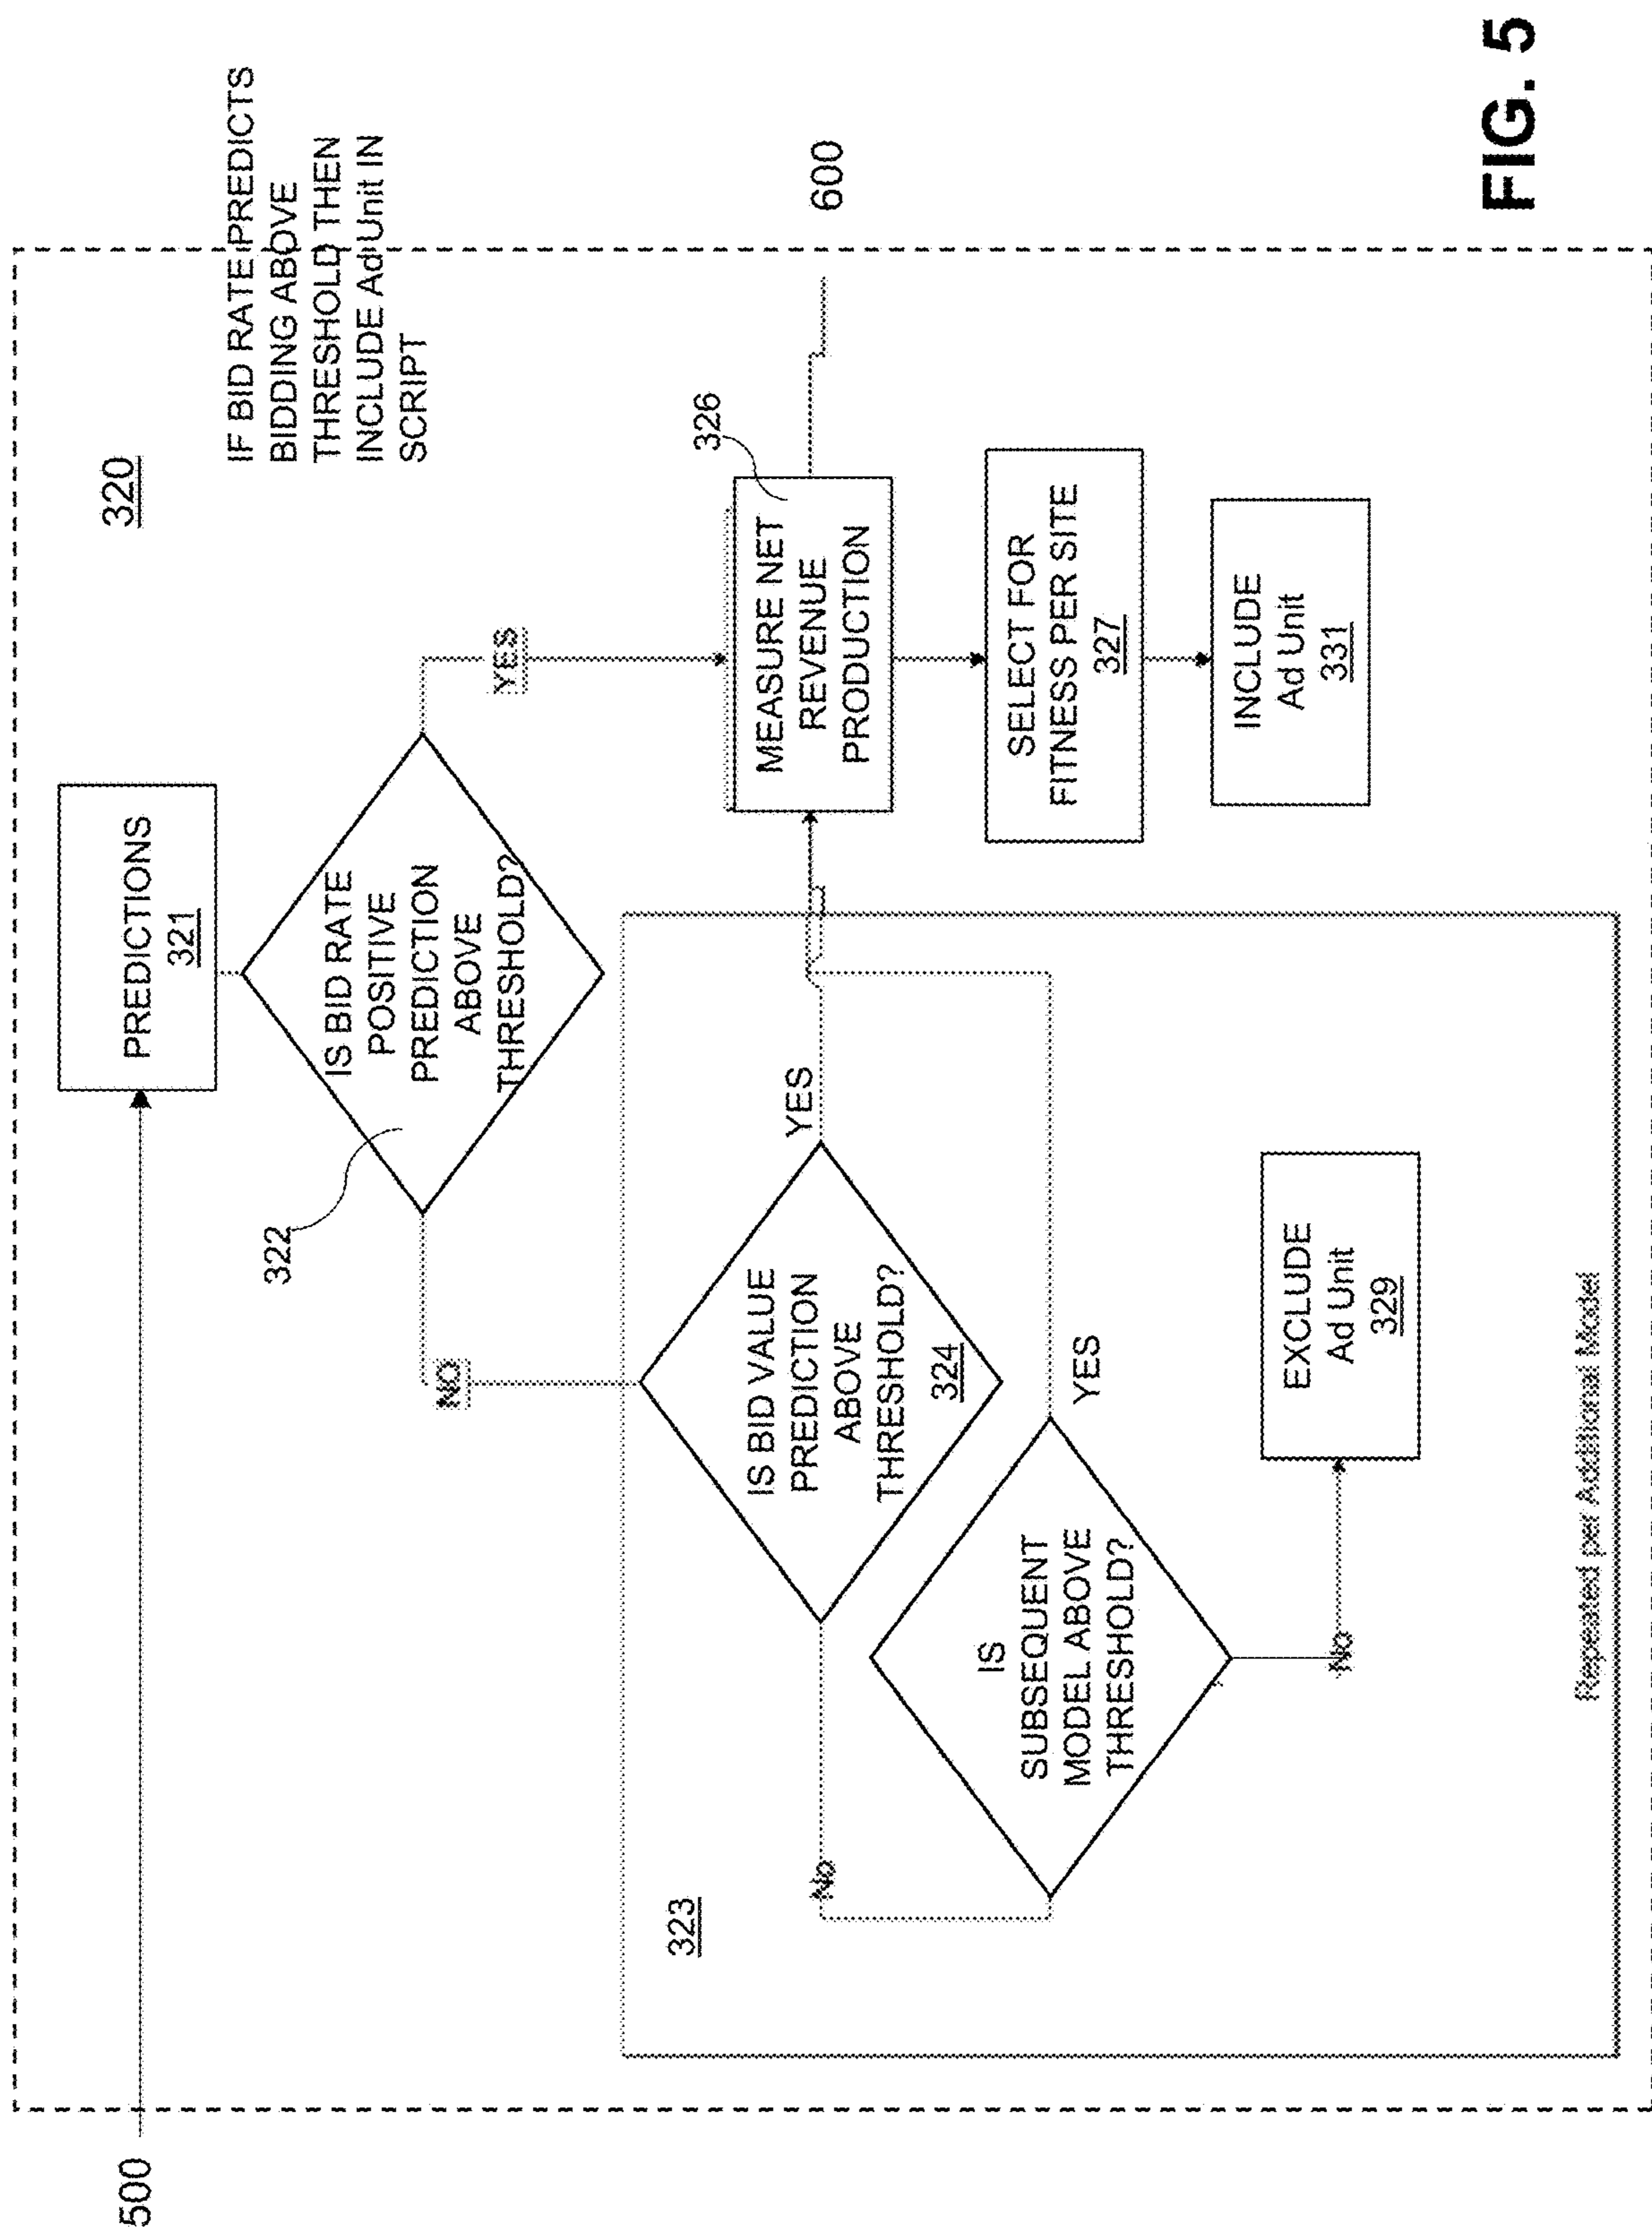 320
IF BID RATE PREDICTS
BIDDING ABOVE
THRESHOLD THEN
INCLUDE Ad Unit IN
SCRIPT
500
PREDICTIONS
321
322
IS BID RATE
POSITIVE
PREDICTION
ABOVE
THRESHOLD?
NO
YES
323
IS BID VALUE
PREDICTION
ABOVE
THRESHOLD?
324
YES
No
326
MEASURE NET
REVENUE
PRODUCTION
600
IS
SUBSEQUENT
MODEL ABOVE
THRESHOLD?
YES
No
SELECT FOR
FITNESS PER SITE
327
EXCLUDE
Ad Unit
329
INCLUDE
Ad Unit
331
Repeated per Additional Model
FIG. 5